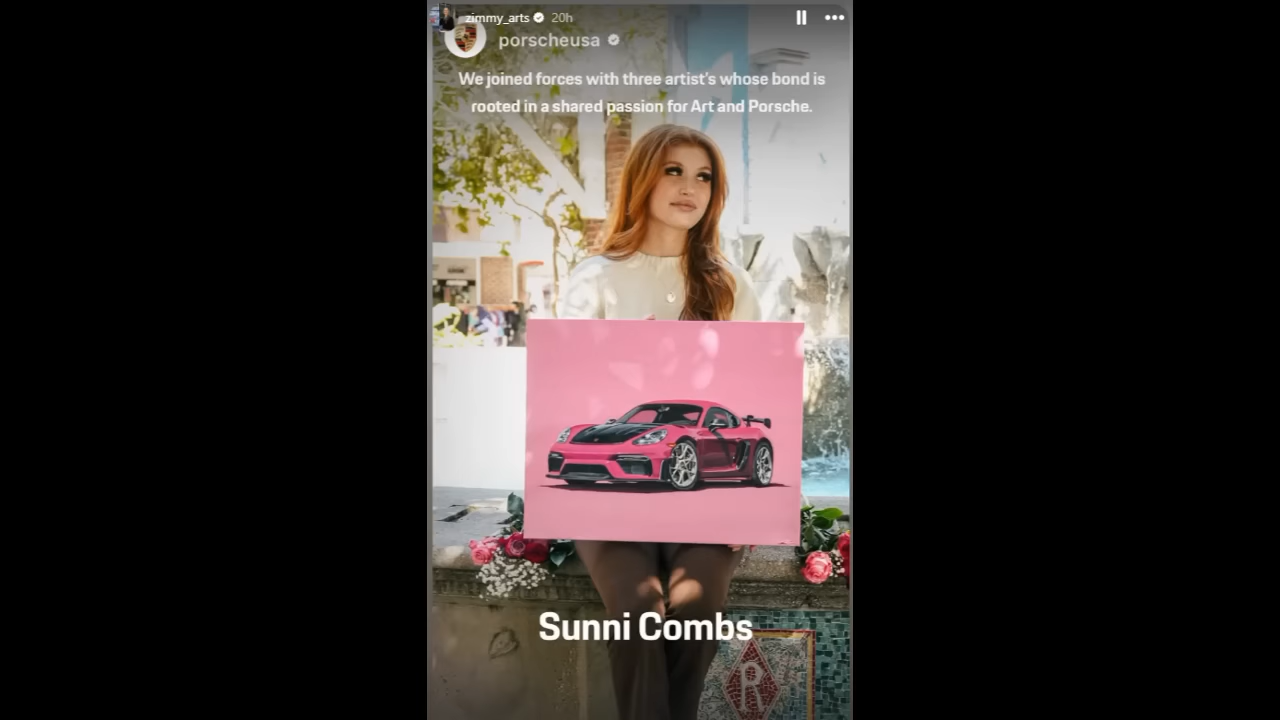 zimmy_arts 20h
porscheusa
We joined forces with three artist's whose bond is
rooted in a shared passion for Art and Porsche.
Sunni Combs
R